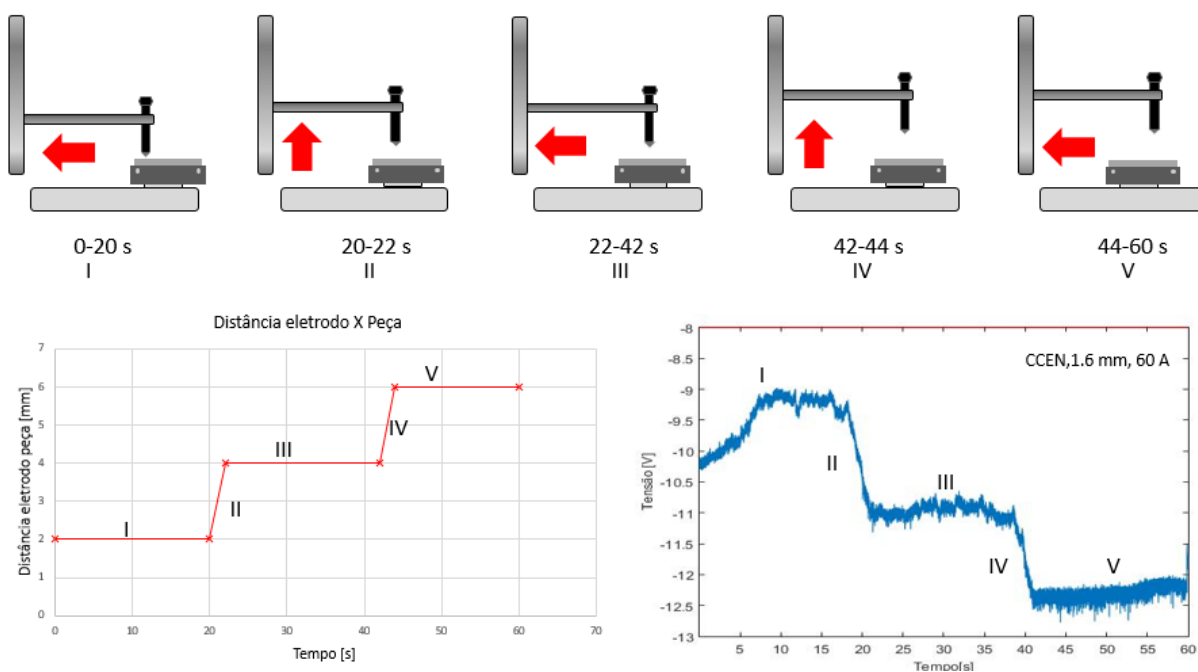 0-20 s
I
20-22 s
II
22-42 s
III
42-44 s
IV
44-60 s
V
Distância eletrodo X Peça
Distância eletrodo peça [mm]
7
6
5
4
3
2
1
0
I
II
III
IV
V
0
10
20
30
40
50
60
70
Tempo [s]
CCEN,1.6 mm, 60 A
Tensão[V]
-8
-8.5
-9
-9.5
-10
-10.5
-11
-11.5
-12
-12.5
-13
I
II
III
IV
V
5
10
15
20
25
30
35
40
45
50
55
60
Tempo[s]